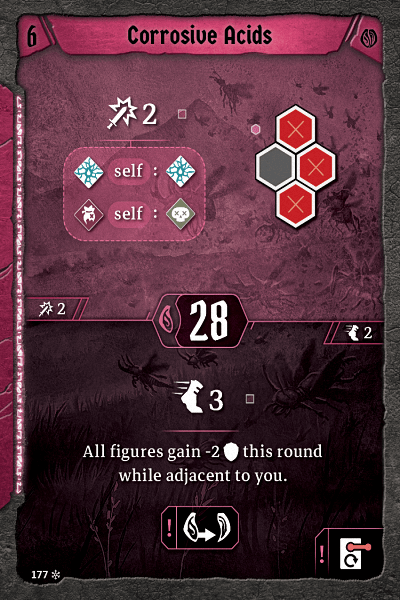 6 Corrosive Acids
2
self :
self :
2
28
2
3
All figures gain -2 this round
while adjacent to you.
!
!
177